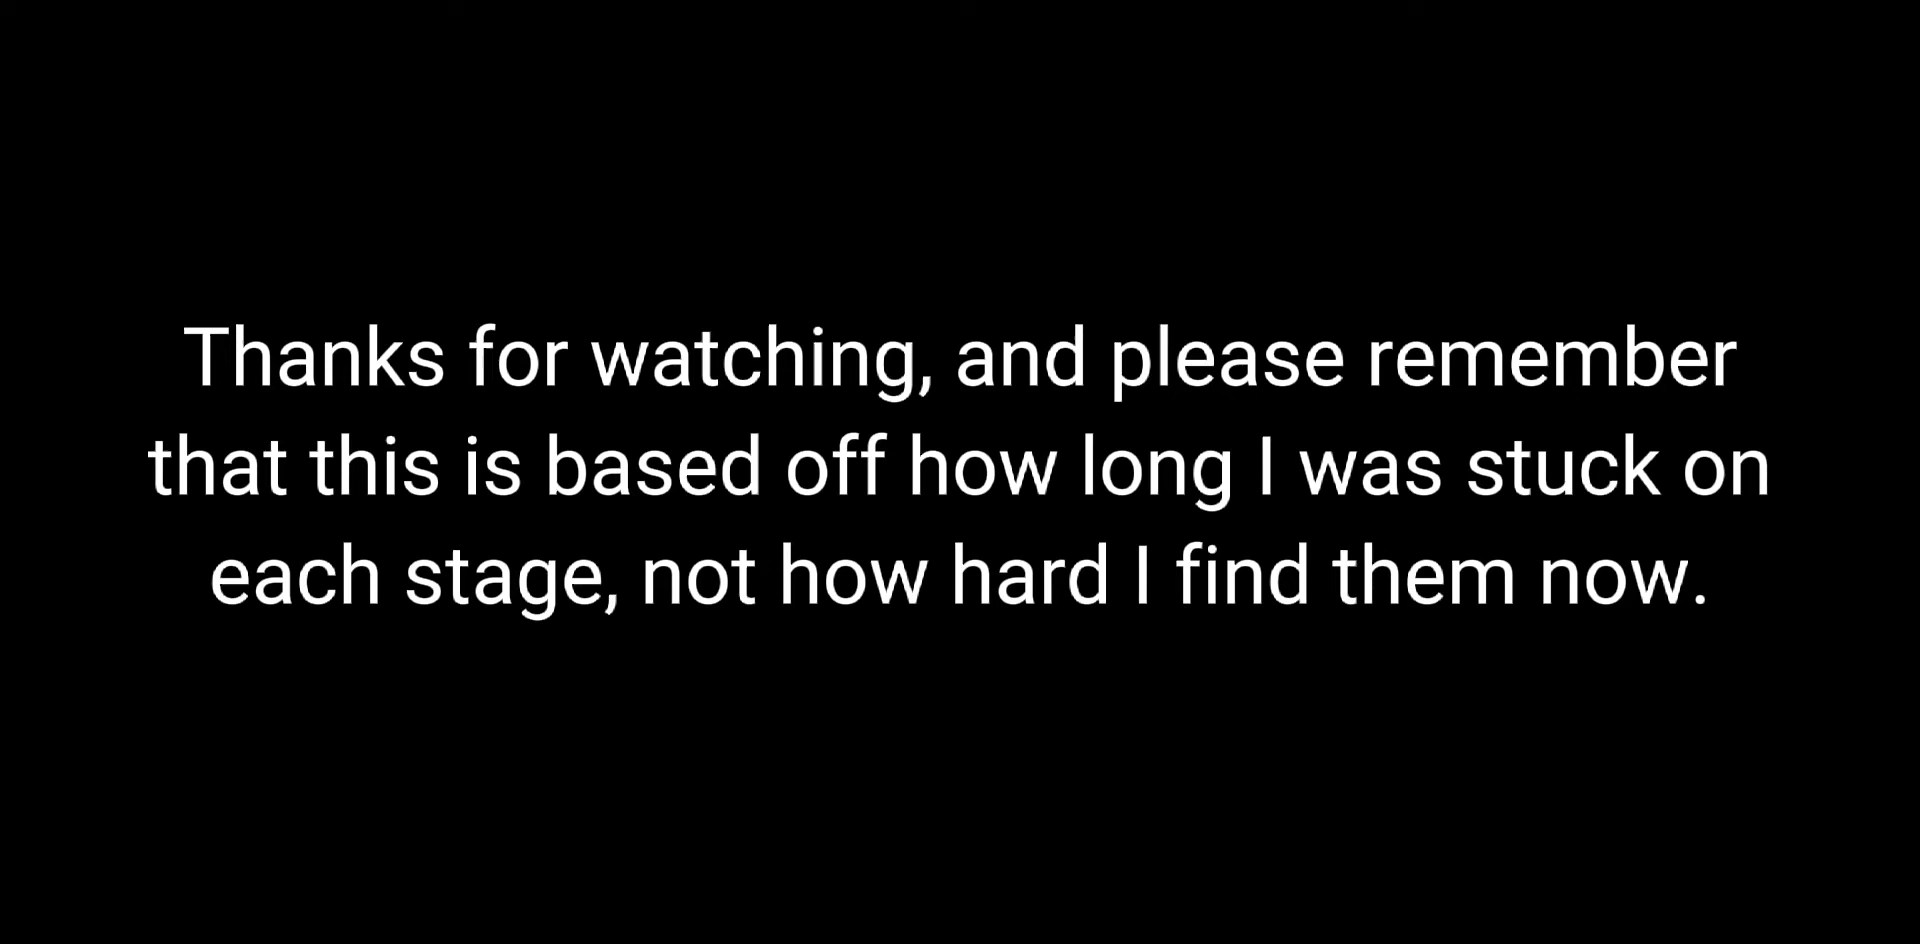 Thanks for watching, and please remember
that this is based off how long I was stuck on
each stage, not how hard I find them now.